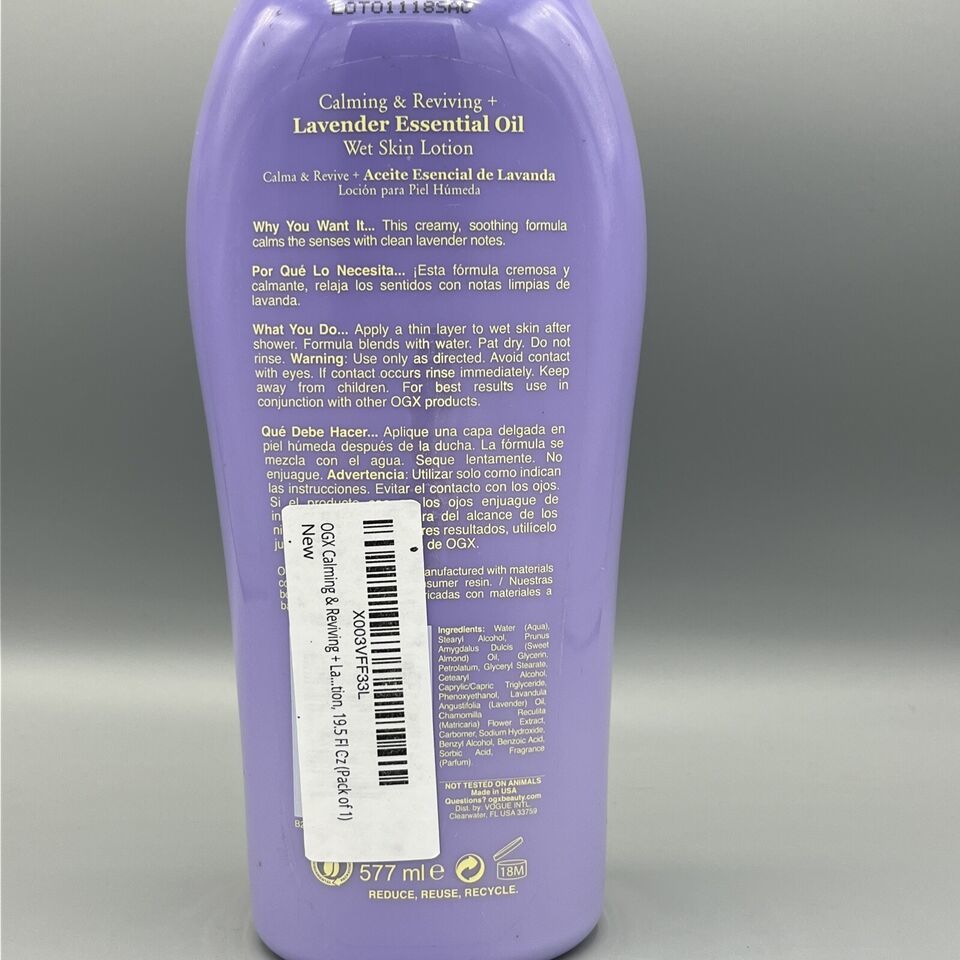 LOT01118SAC
Calming & Reviving +
Lavender Essential Oil
Wet Skin Lotion
Calma & Revive + Aceite Esencial de Lavanda
Loción para Piel Húmeda
Why You Want It... This creamy, soothing formula
calms the senses with clean lavender notes.
Por Qué Lo Necesita... ¡Esta fórmula cremosa y
calmante, relaja los sentidos con notas limpias de
lavanda.
What You Do... Apply a thin layer to wet skin after
shower. Formula blends with water. Pat dry. Do not
rinse. Warning: Use only as directed. Avoid contact
with eyes. If contact occurs rinse immediately. Keep
away from children. For best results use in
conjunction with other OGX products.
Qué Debe Hacer... Aplique una capa delgada en
piel húmeda después de la ducha. La fórmula se
mezcla con el agua. Seque lentamente. No
enjuague. Advertencia: Utilizar solo como indican
las instrucciones. Evitar el contacto con los ojos.
Si el producto los ojos enjuague de
del alcance de los
resultados, utilícelo
de OGX.
with materials
resin. / Nuestras
con materiales a
OGX Calming & Reviving + La...tion, 19.5 Fl Oz (Pack of 1)
New
X003VFF33L
Ingredients: Water (Aqua),
Stearyl Alcohol, Prunus
Amygdalus Dulcis (Sweet
Almond) Oil, Glycerin,
Petrolatum, Glyceryl Stearate,
Cetearyl Alcohol,
Caprylic/Capric Triglyceride,
Phenoxyethanol, Lavandula
Angustifolia (Lavender) Oil,
Chamomilla Recutita
(Matricaria) Flower Extract,
Carbomer, Sodium Hydroxide,
Benzyl Alcohol, Benzoic Acid,
Sorbic Acid, Fragrance
(Parfum).
NOT TESTED ON ANIMALS
Made in USA
Questions? ogxbeauty.com
Dist. by. VOGUE INTL.
Clearwater, FL USA 33759
577 ml e
18M
REDUCE, REUSE, RECYCLE.